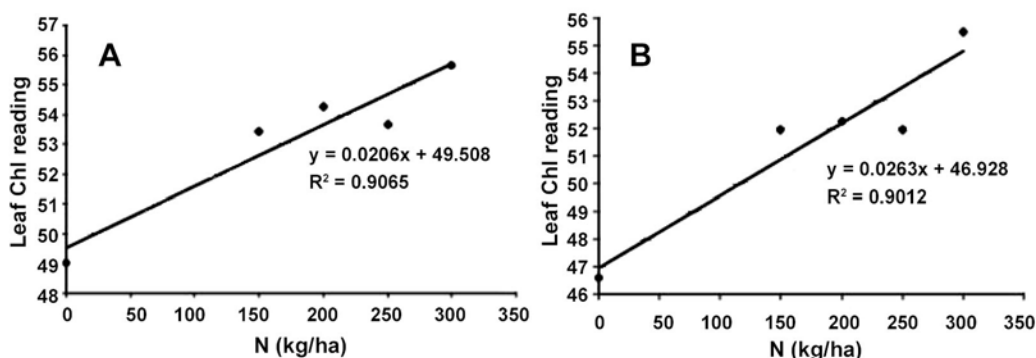 A
Leaf Chl reading
57
56
55
54
53
52
51
50
49
48
y = 0.0206x + 49.508
R² = 0.9065
0 50 100 150 200 250 300 350
N (kg/ha)
B
Leaf Chl reading
56
55
54
53
52
51
50
49
48
47
46
y = 0.0263x + 46.928
R² = 0.9012
0 50 100 150 200 250 300 350
N (kg/ha)